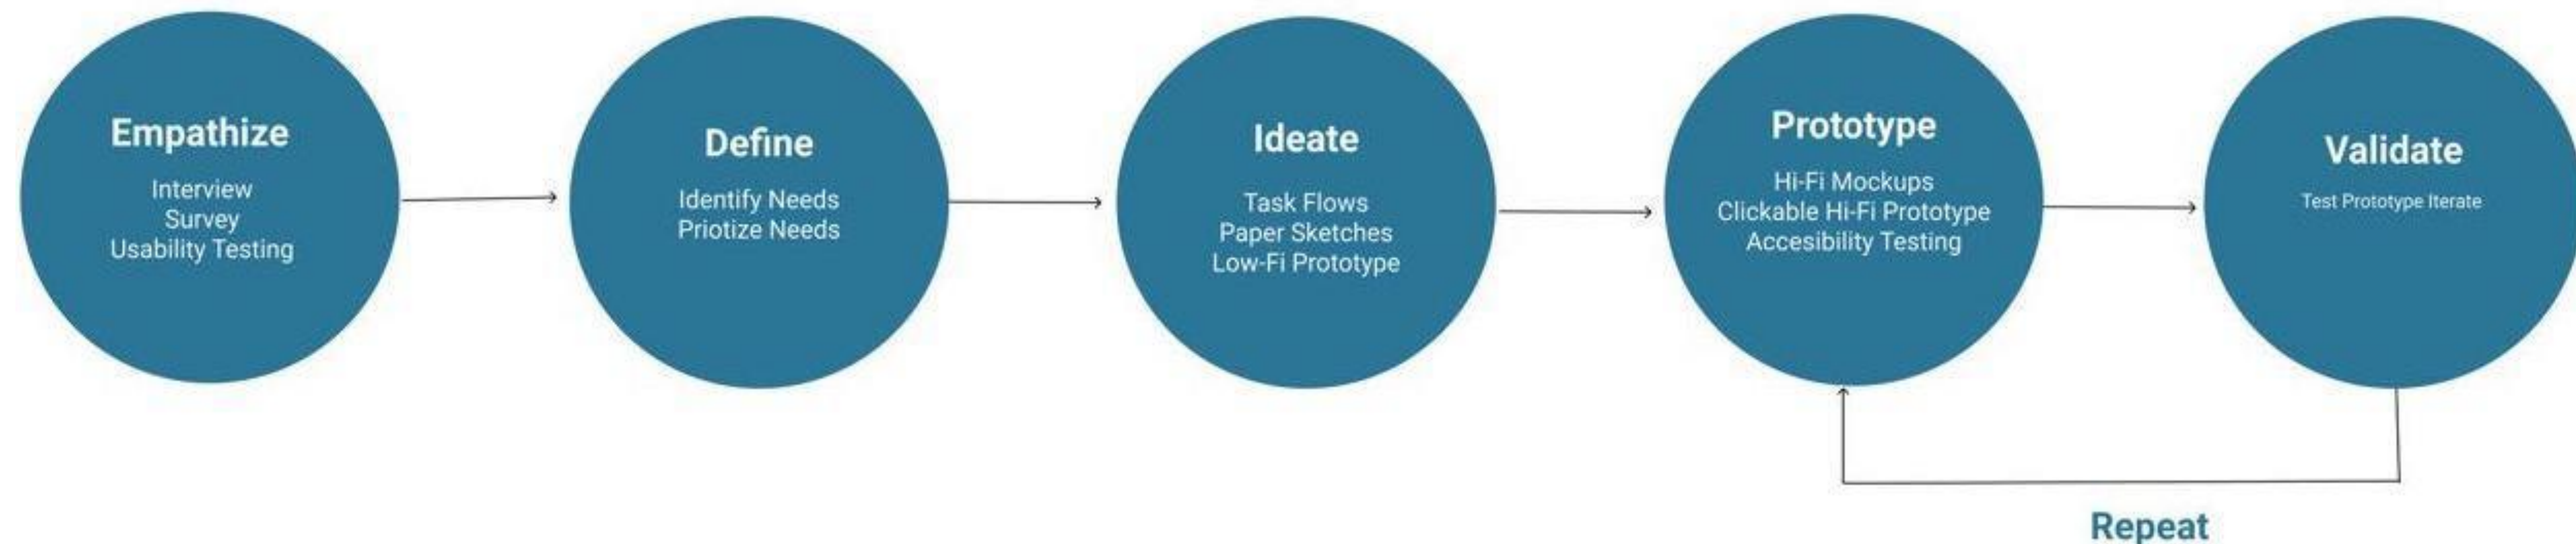 Empathize
Interview
Survey
Usability Testing
Define
Identify Needs
Priotize Needs
Ideate
Task Flows
Paper Sketches
Low-Fi Prototype
Prototype
Hi-Fi Mockups
Clickable Hi-Fi Prototype
Accesibility Testing
Validate
Test Prototype Iterate
Repeat